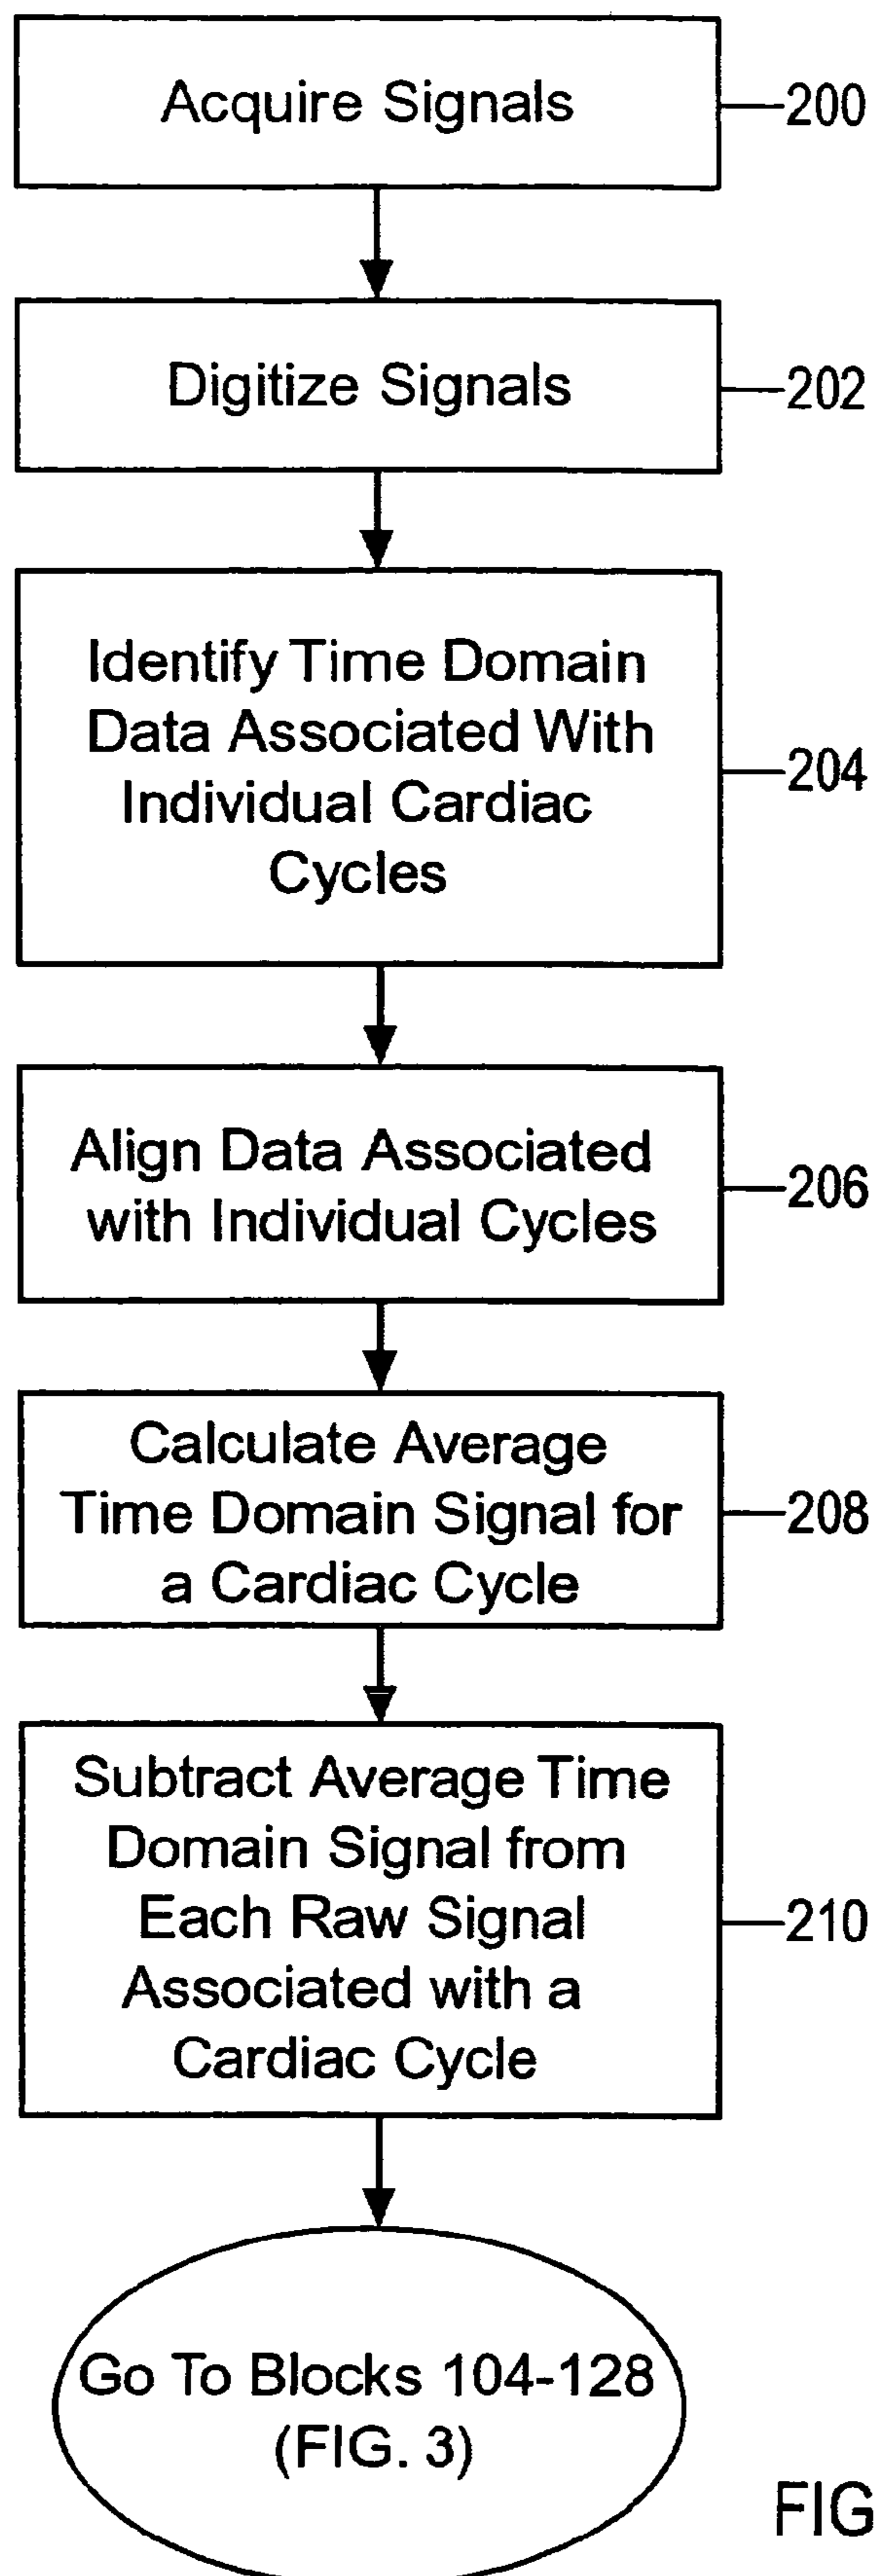 Acquire Signals
200
Digitize Signals
202
Identify Time Domain
Data Associated With
Individual Cardiac
Cycles
204
Align Data Associated
with Individual Cycles
206
Calculate Average
Time Domain Signal for
a Cardiac Cycle
208
Subtract Average Time
Domain Signal from
Each Raw Signal
Associated with a
Cardiac Cycle
210
Go To Blocks 104-128
(FIG. 3)
FIG